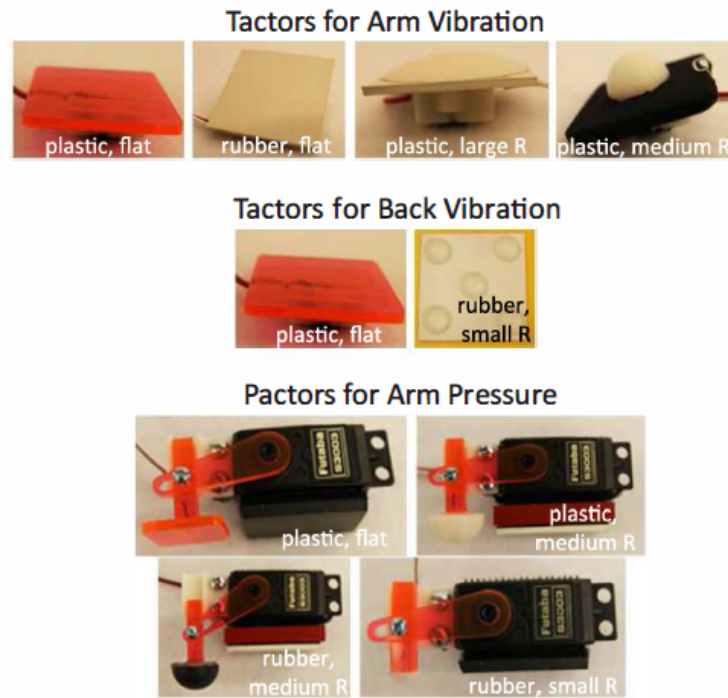 Tactors for Arm Vibration
plastic, flat
rubber, flat
plastic, large R
plastic, medium R
Tactors for Back Vibration
plastic, flat
rubber,
small R
Pactors for Arm Pressure
Futaba
S3003
plastic, flat
Futaba
S3003
plastic,
medium R
Futaba
S3003
rubber,
medium R
Futaba
S3003
rubber, small R